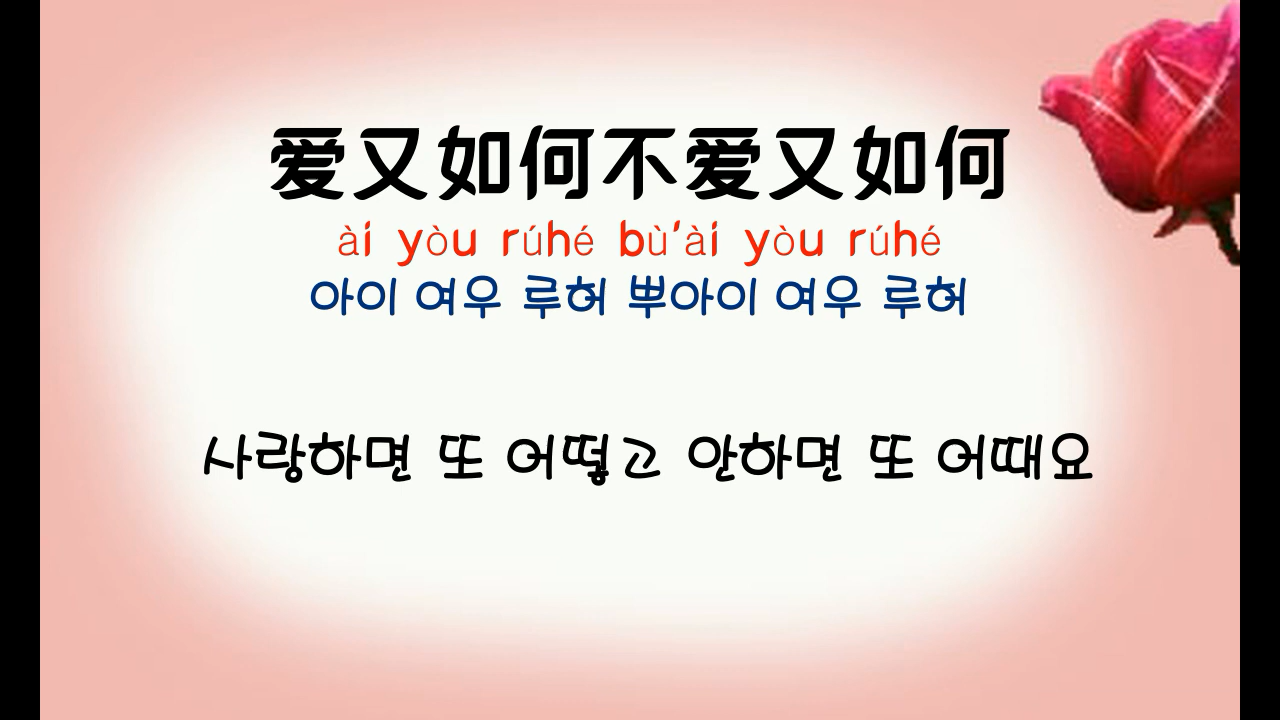 爱又如何不爱又如何
ài yòu rúhé bù'ài yòu rúhé
아이 여우 루허 뿌아이 여우 루허
사랑하면 또 어떻고 안하면 또 어때요